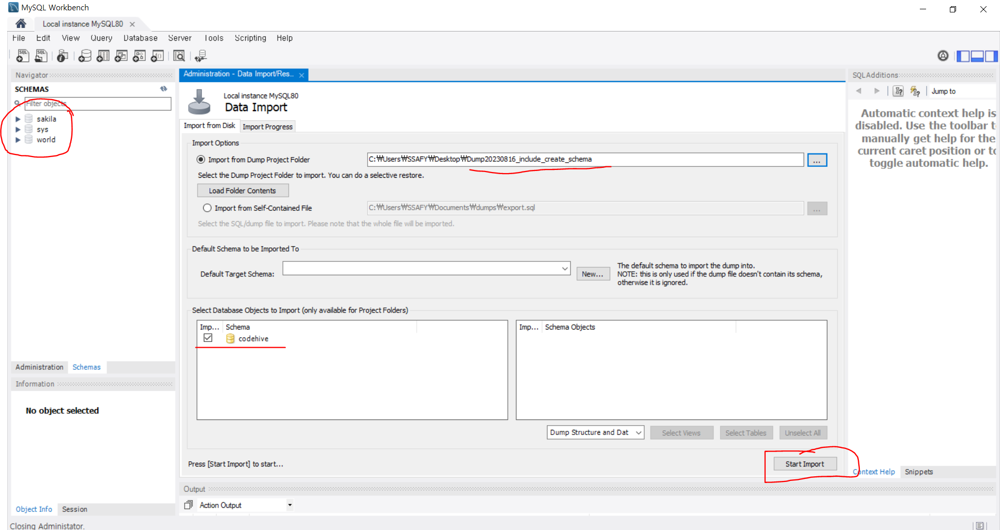 MySQL Workbench
Local instance MySQL80
File Edit View Query Database Server Tools Scripting Help
Navigator
SCHEMAS
Filter objects
sakila
sys
world
Administration Schemas
Information
No object selected
Object Info Session
Administration - Data Import/Res...
Local instance MySQL80
Data Import
Import from Disk Import Progress
Import Options
Import from Dump Project Folder C:₩Users₩SSAFY₩Desktop₩Dump20230816_include_create_schema ...
Select the Dump Project Folder to import. You can do a selective restore.
Load Folder Contents
Import from Self-Contained File C:₩Users₩SSAFY₩Documents₩dumps₩export.sql ...
Select the SQL/dump file to import. Please note that the whole file will be imported.
Default Schema to be Imported To
Default Target Schema: New...
The default schema to import the dump into.
NOTE: this is only used if the dump file doesn't contain its schema,
otherwise it is ignored.
Select Database Objects to Import (only available for Project Folders)
Imp... Schema
codehive
Imp... Schema Objects
Dump Structure and Dat Select Views Select Tables Unselect All
Press [Start Import] to start...
Start Import
Output
Action Output
SQLAdditions
Jump to
Automatic context help is
disabled. Use the toolbar t
manually get help for the
current caret position or to
toggle automatic help.
Context Help Snippets
Closing Administator.